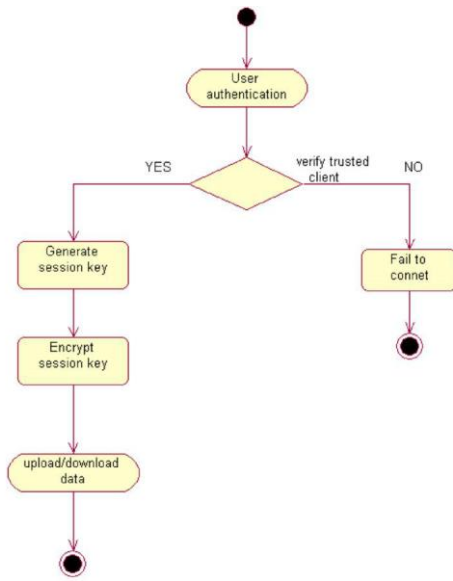 User
authentication
YES
verify trusted
client
NO
Generate
session key
Fail to
connet
Encrypt
session key
upload/download
data